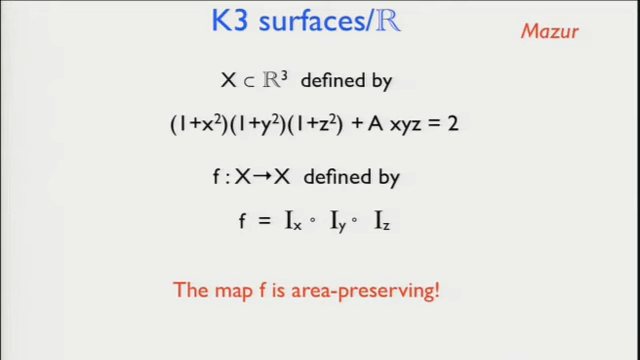 K3 surfaces/ℝ
Mazur
X ⊂ ℝ³ defined by
(1+x²)(1+y²)(1+z²) + A xyz = 2
f : X→X defined by
f = Iₓ ∘ I_y ∘ I_z
The map f is area-preserving!